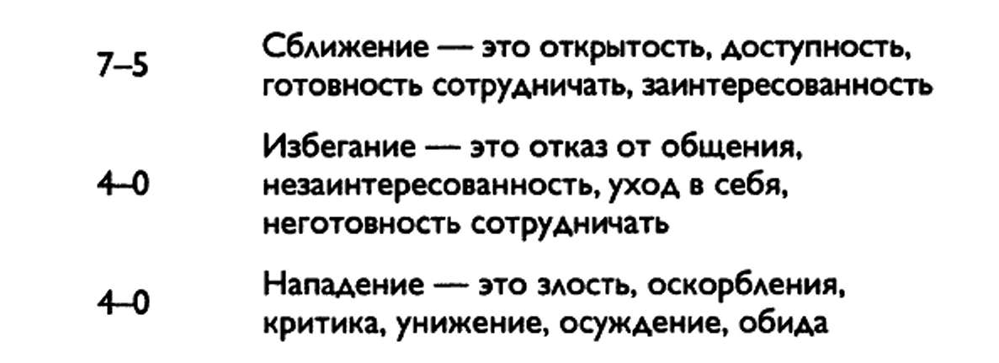 7–5
Сближение — это открытость, доступность,
готовность сотрудничать, заинтересованность
4–0
Избегание — это отказ от общения,
незаинтересованность, уход в себя,
неготовность сотрудничать
4–0
Нападение — это злость, оскорбления,
критика, унижение, осуждение, обида